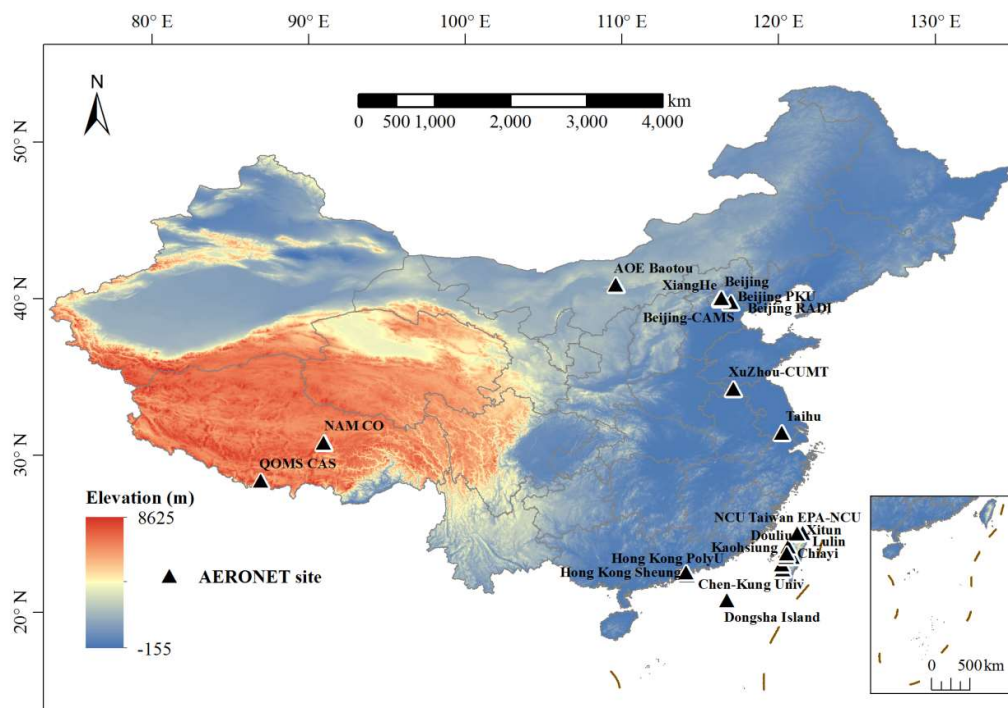 80° E 90° E 100° E 110° E 120° E 130° E
N
km
0 500 1,000 2,000 3,000 4,000
50° N
40° N
30° N
20° N
AOE Baotou
Beijing
XiangHe
Beijing PKU
Beijing RADI
Beijing-CAMS
XuZhou-CUMT
Taihu
NAM CO
QOMS CAS
NCU Taiwan EPA-NCU
Xitun
Douliu
Lulin
Kaohsiung
Chiayi
Hong Kong PolyU
Hong Kong Sheung
Chen-Kung Univ
Dongsha Island
Elevation (m)
8625
-155
AERONET site
0 500 km